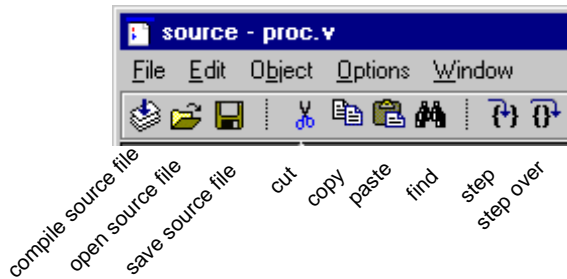 source - proc.v
File Edit Object Options Window
compile source file
open source file
save source file
cut
copy
paste
find
step
step over